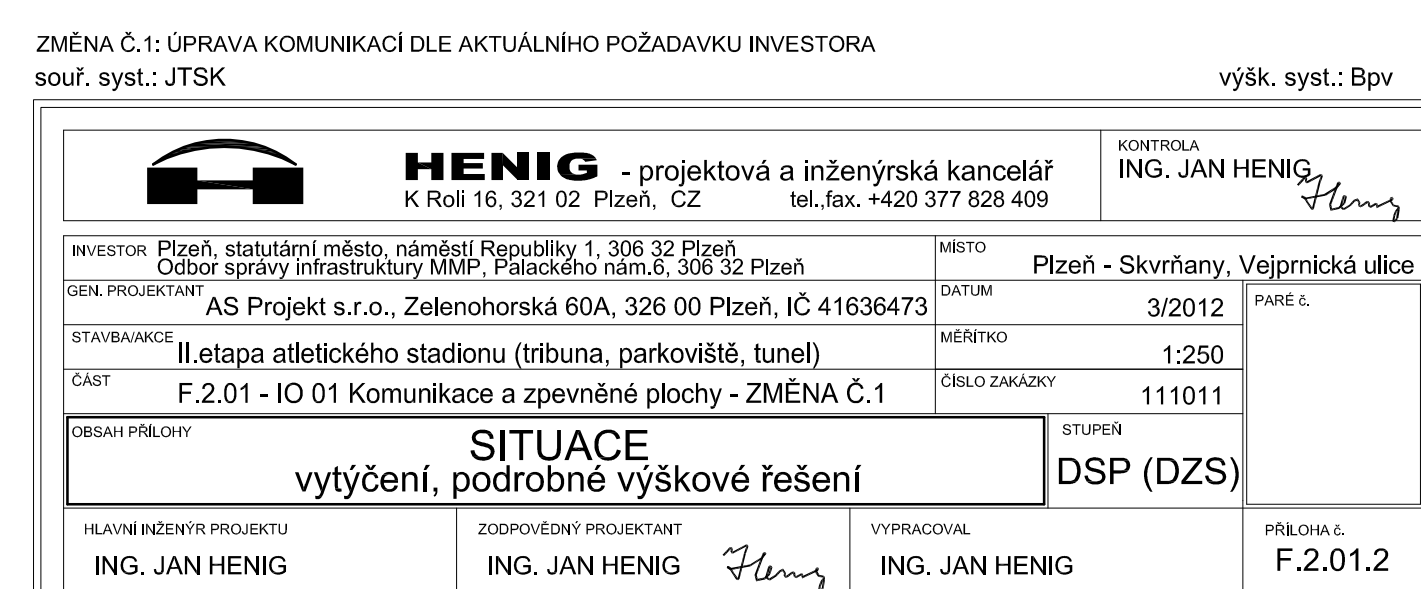 ZMĚNA Č.1: ÚPRAVA KOMUNIKACÍ DLE AKTUÁLNÍHO POŽADAVKU INVESTORA
souř. syst.: JTSK
výšk. syst.: Bpv
HENIG - projektová a inženýrská kancelář
K Roli 16, 321 02 Plzeň, CZ tel.,fax. +420 377 828 409
KONTROLA
ING. JAN HENIG
Henig
INVESTOR Plzeň, statutární město, náměstí Republiky 1, 306 32 Plzeň
Odbor správy infrastruktury MMP, Palackého nám.6, 306 32 Plzeň
MÍSTO
Plzeň - Skvrňany, Vejprnická ulice
GEN. PROJEKTANT
AS Projekt s.r.o., Zelenohorská 60A, 326 00 Plzeň, IČ 41636473
DATUM
3/2012
PARÉ č.
STAVBA/AKCE
II.etapa atletického stadionu (tribuna, parkoviště, tunel)
MĚŘÍTKO
1:250
ČÁST
F.2.01 - IO 01 Komunikace a zpevněné plochy - ZMĚNA Č.1
ČÍSLO ZAKÁZKY
111011
OBSAH PŘÍLOHY
SITUACE
vytýčení, podrobné výškové řešení
STUPEŇ
DSP (DZS)
HLAVNÍ INŽENÝR PROJEKTU
ING. JAN HENIG
ZODPOVĚDNÝ PROJEKTANT
ING. JAN HENIG
Henig
VYPRACOVAL
ING. JAN HENIG
PŘÍLOHA č.
F.2.01.2